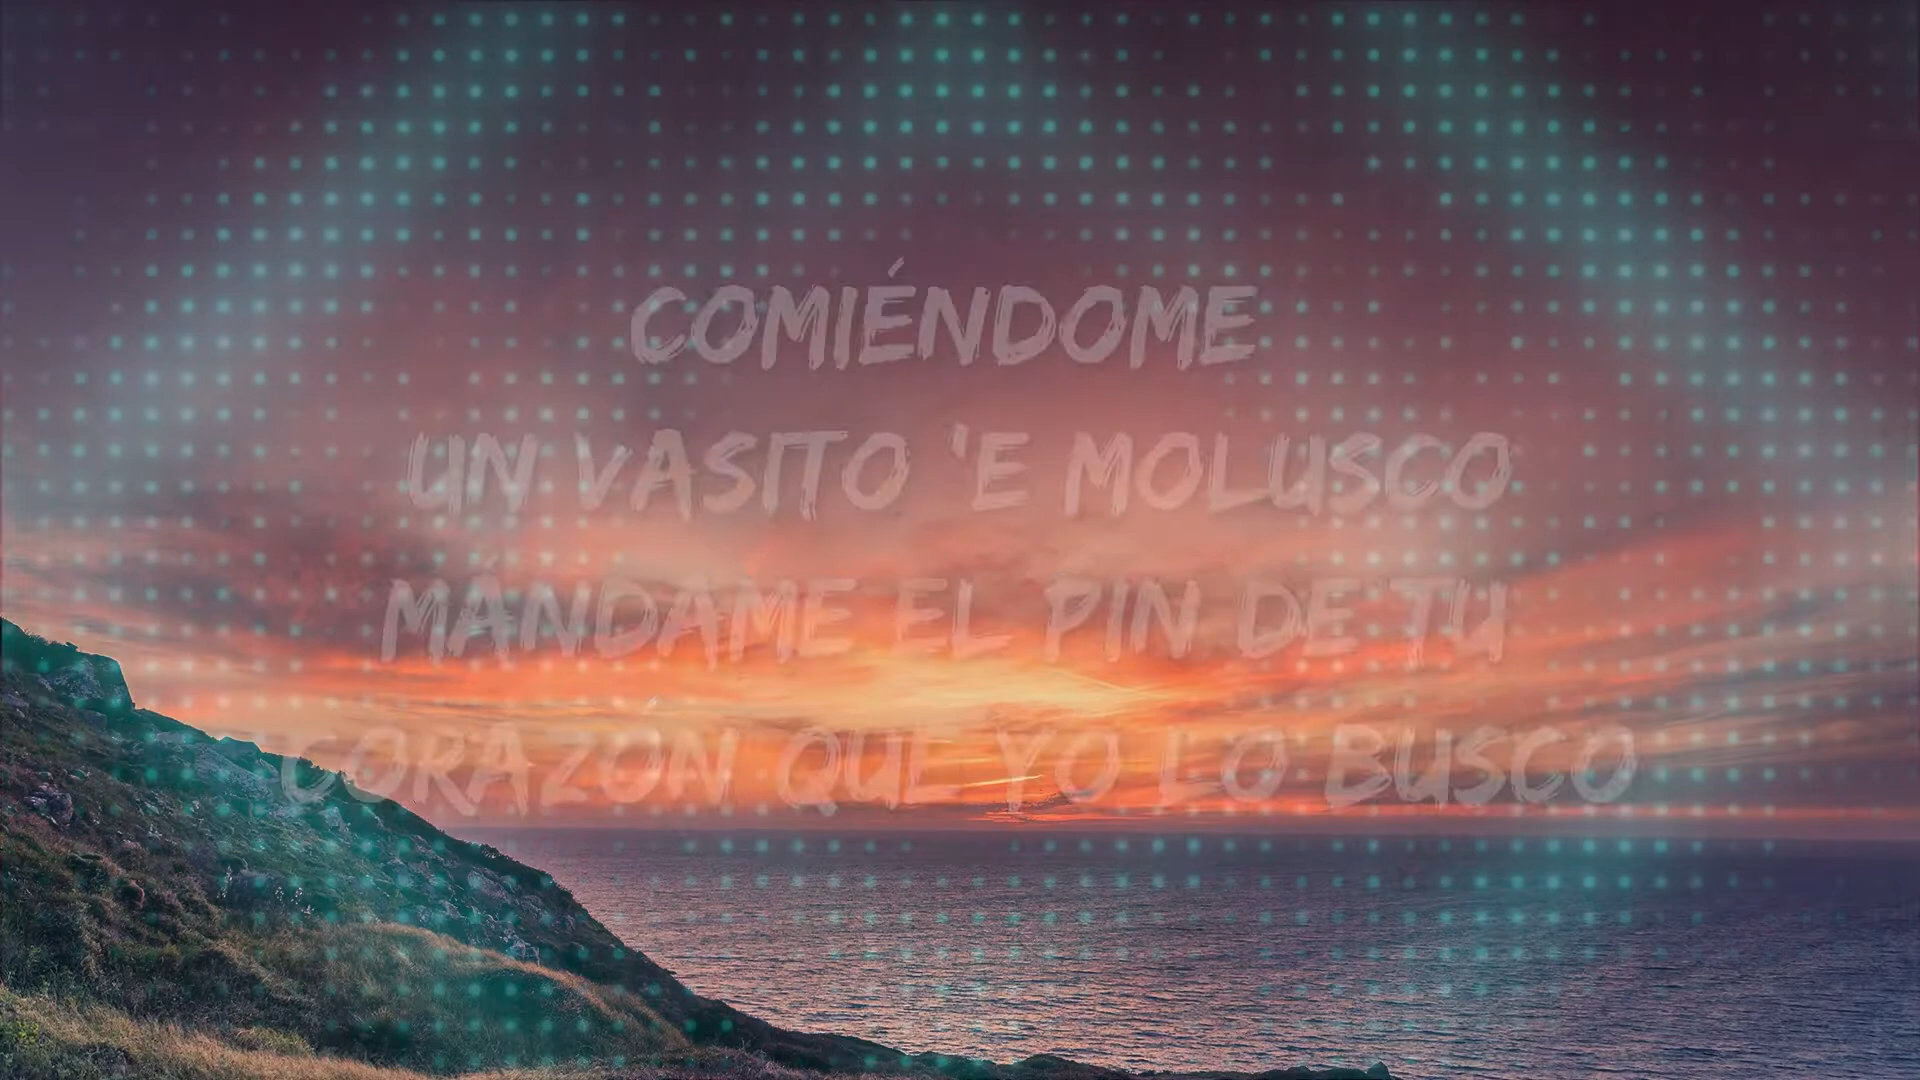 COMIÉNDOME
UN VASITO 'E MOLUSCO
MÁNDAME EL PIN DE TU
CORAZÓN QUE YO LO BUSCO